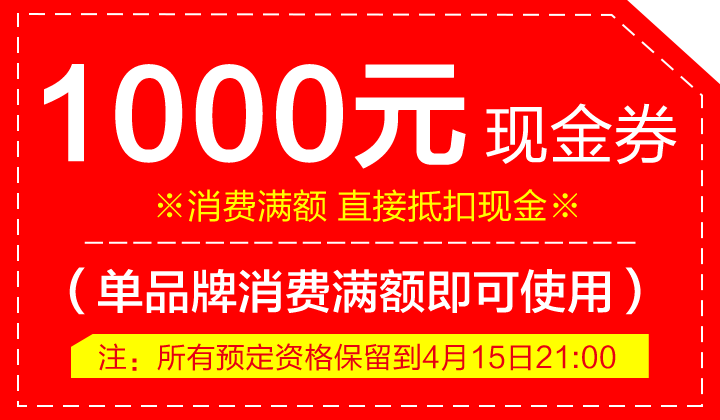 1000元 现金券
※消费满额 直接抵扣现金※
（单品牌消费满额即可使用）
注：所有预定资格保留到4月15日21:00